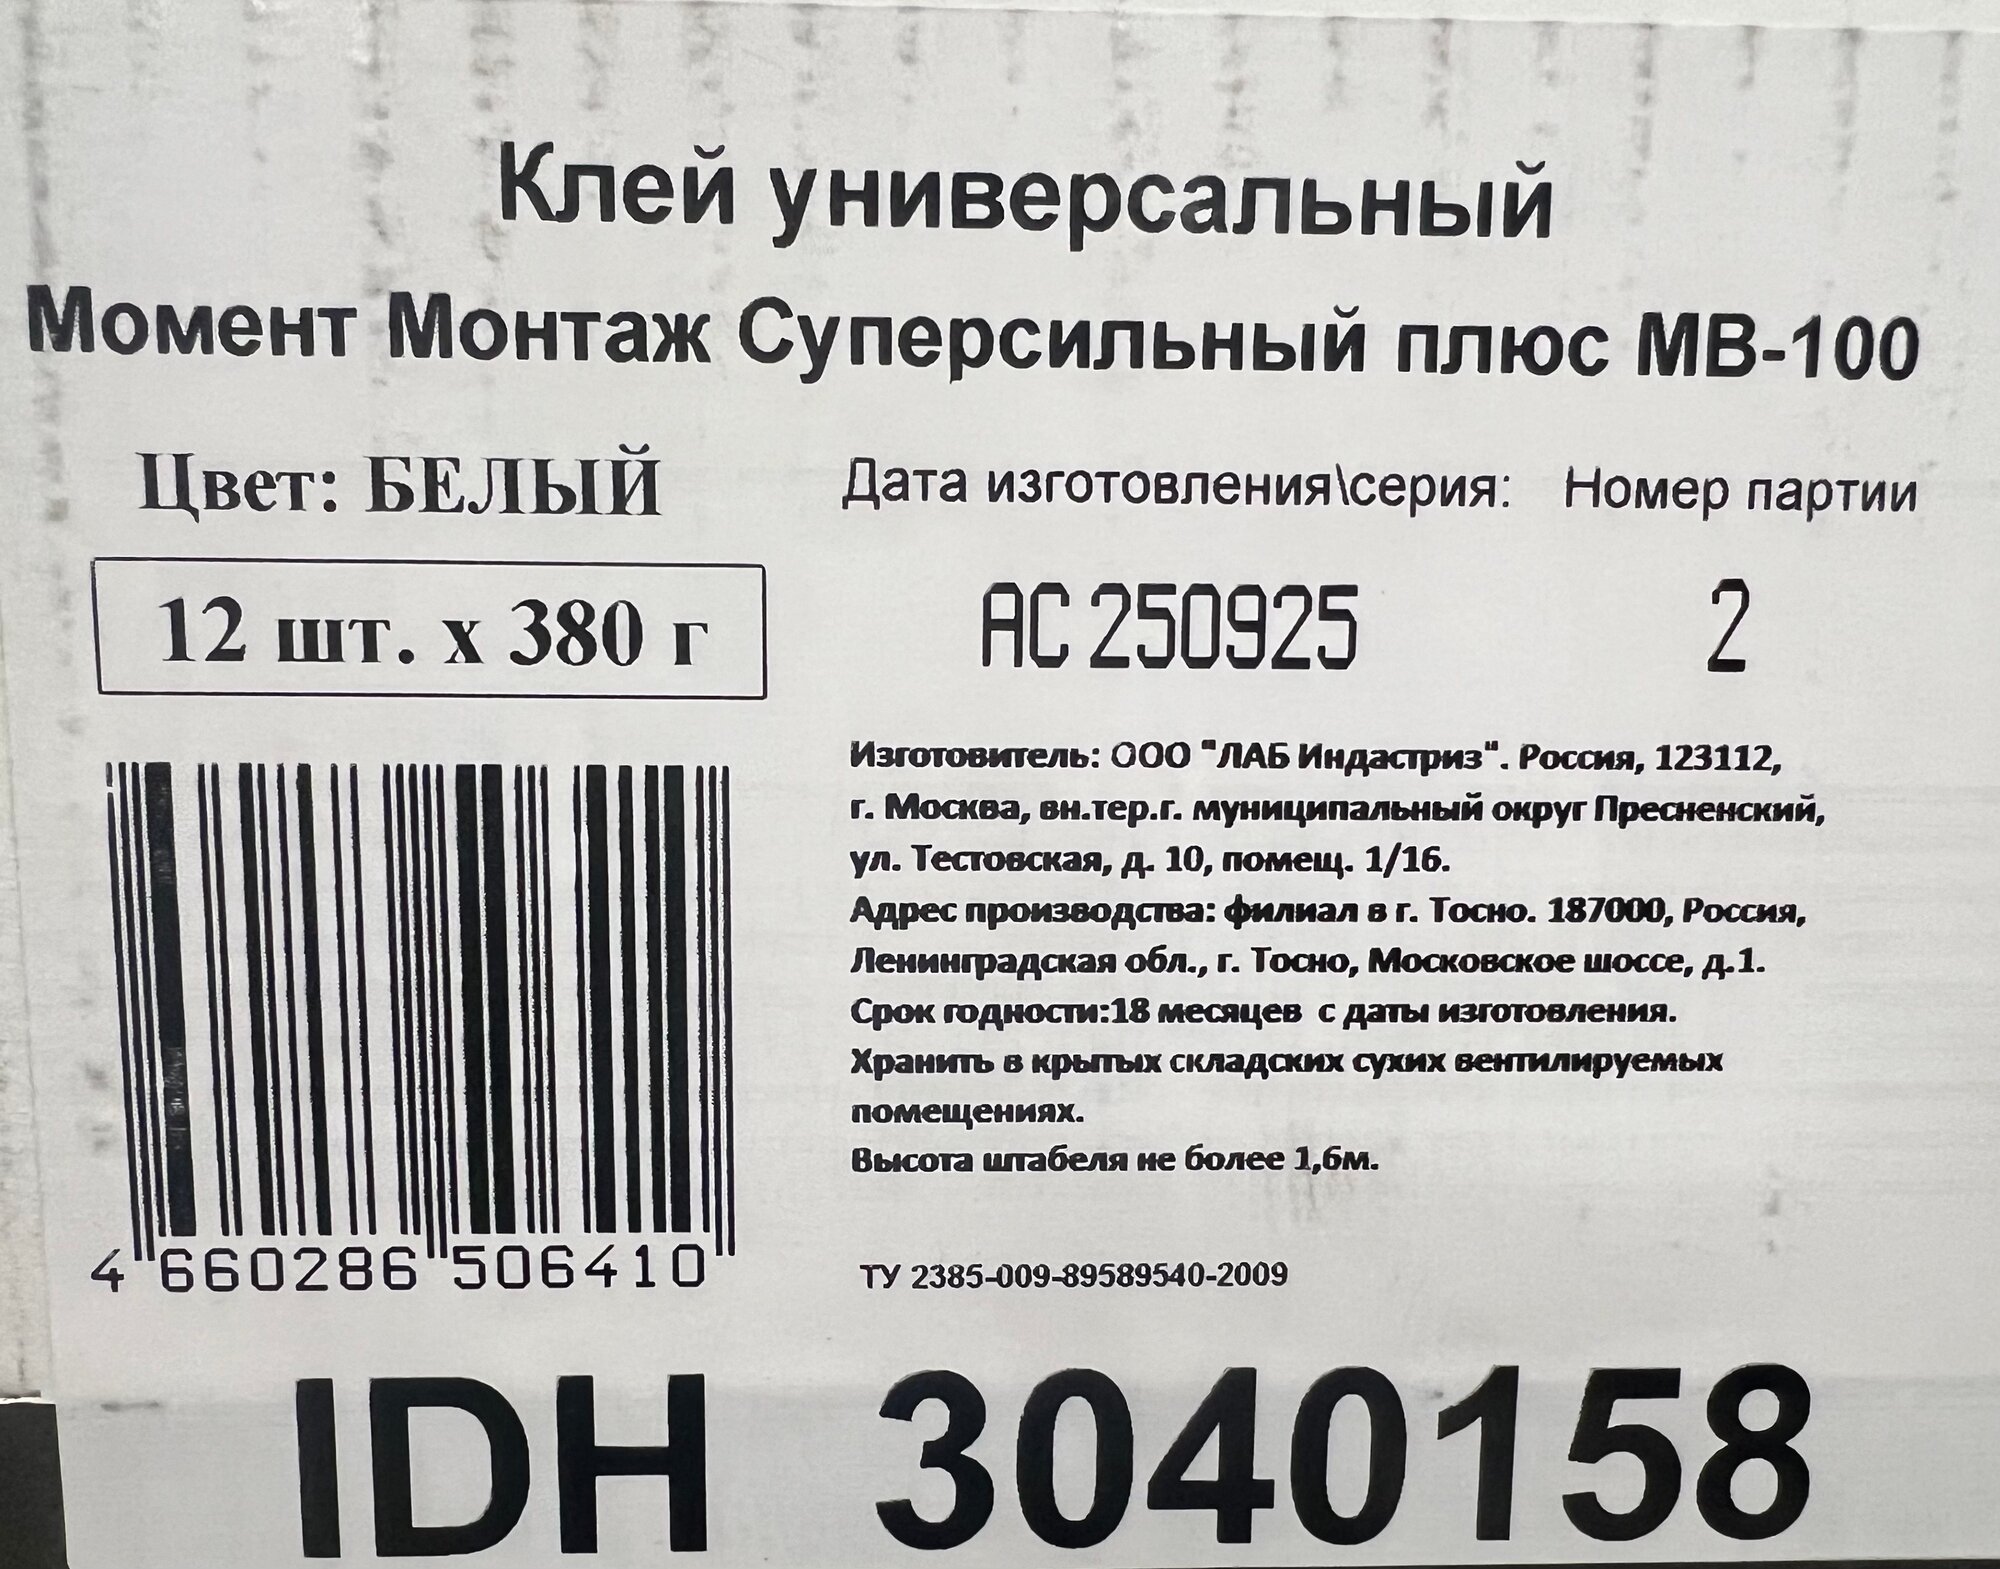 Клей универсальный
Момент Монтаж Суперсильный плюс МВ-100
Цвет: БЕЛЫЙ
12 шт. х 380 г
Дата изготовления\серия: Номер партии
АС 250925 2
Изготовитель: ООО "ЛАБ Индастриз". Россия, 123112,
г. Москва, вн.тер.г. муниципальный округ Пресненский,
ул. Тестовская, д. 10, помещ. 1/16.
Адрес производства: филиал в г. Тосно. 187000, Россия,
Ленинградская обл., г. Тосно, Московское шоссе, д.1.
Срок годности:18 месяцев с даты изготовления.
Хранить в крытых складских сухих вентилируемых
помещениях.
Высота штабеля не более 1,6м.
4 660286 506410
ТУ 2385-009-89589540-2009
IDH 3040158